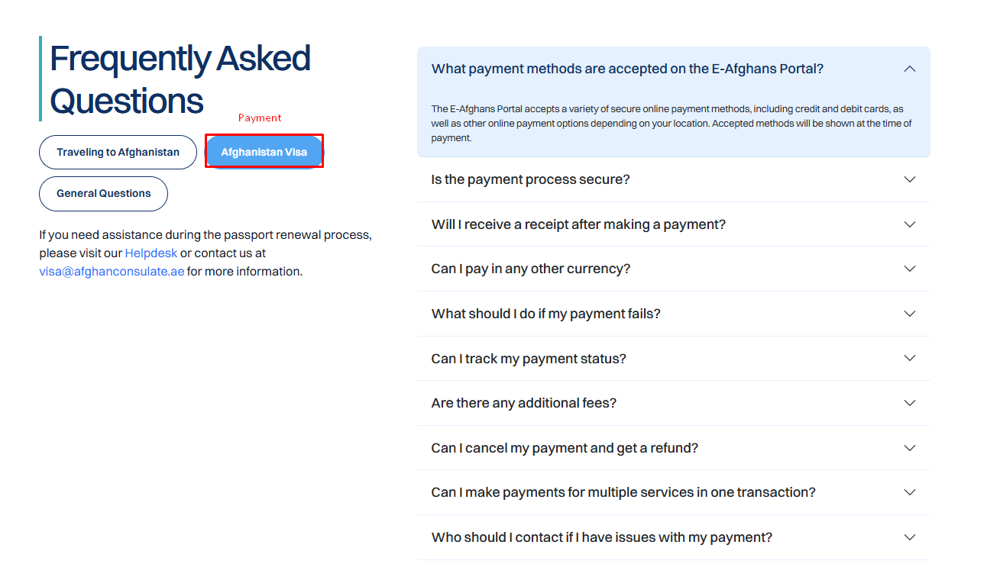 Frequently Asked
Questions
Payment
Traveling to Afghanistan
Afghanistan Visa
General Questions
If you need assistance during the passport renewal process,
please visit our Helpdesk or contact us at
visa@afghanconsulate.ae for more information.
What payment methods are accepted on the E-Afghans Portal?
The E-Afghans Portal accepts a variety of secure online payment methods, including credit and debit cards, as
well as other online payment options depending on your location. Accepted methods will be shown at the time of
payment.
Is the payment process secure?
Will I receive a receipt after making a payment?
Can I pay in any other currency?
What should I do if my payment fails?
Can I track my payment status?
Are there any additional fees?
Can I cancel my payment and get a refund?
Can I make payments for multiple services in one transaction?
Who should I contact if I have issues with my payment?